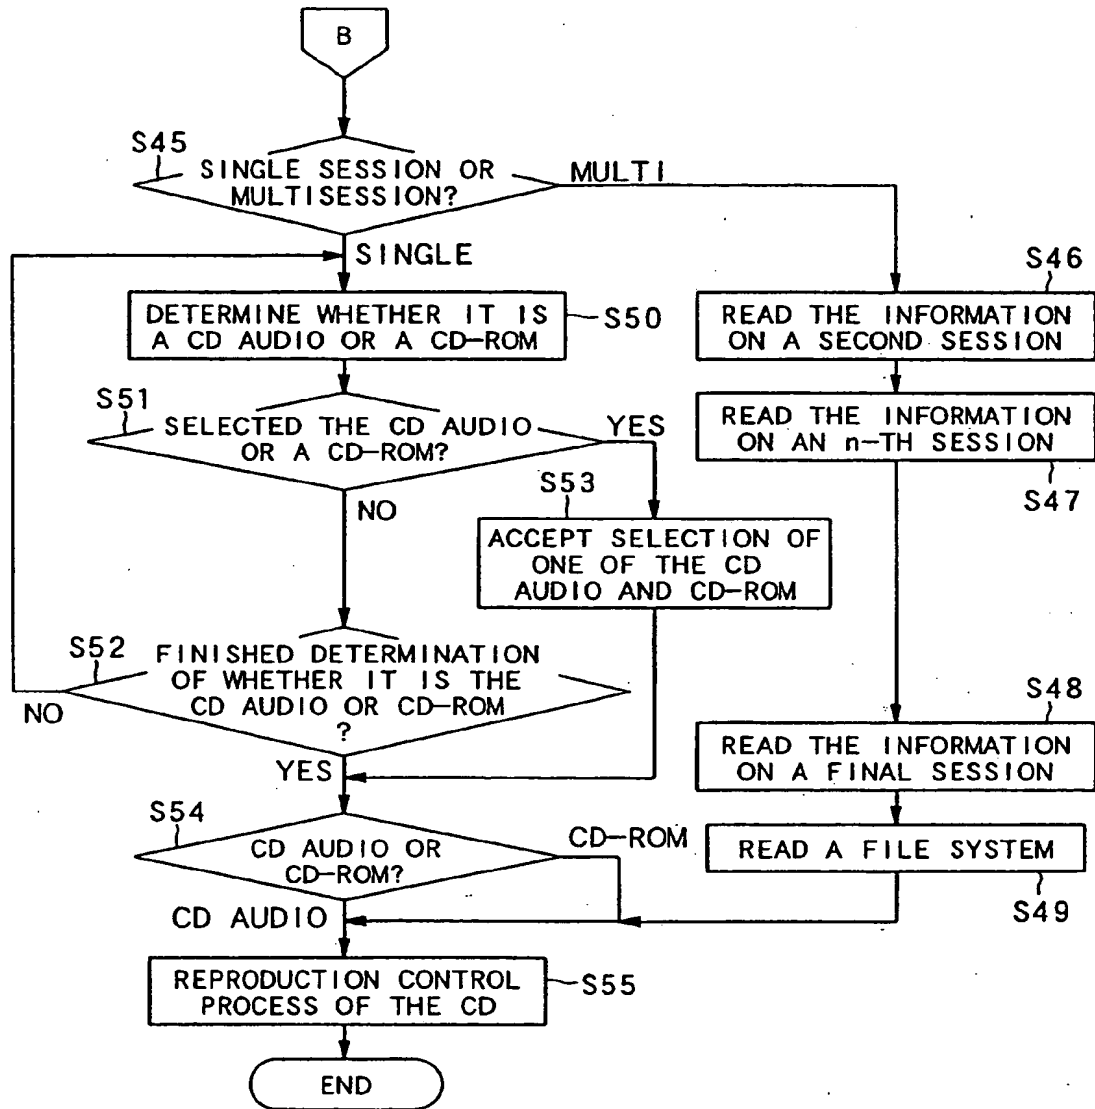 B
S45
SINGLE SESSION OR
MULTISESSION?
MULTI
SINGLE
S46
READ THE INFORMATION
ON A SECOND SESSION
DETERMINE WHETHER IT IS
A CD AUDIO OR A CD-ROM
S50
READ THE INFORMATION
ON AN n-TH SESSION
S47
S51
SELECTED THE CD AUDIO
OR A CD-ROM?
YES
NO
S53
ACCEPT SELECTION OF
ONE OF THE CD
AUDIO AND CD-ROM
S52
FINISHED DETERMINATION
OF WHETHER IT IS THE
CD AUDIO OR CD-ROM
?
NO
YES
S48
READ THE INFORMATION
ON A FINAL SESSION
S54
CD AUDIO OR
CD-ROM?
CD-ROM
READ A FILE SYSTEM
S49
CD AUDIO
REPRODUCTION CONTROL
PROCESS OF THE CD
S55
END